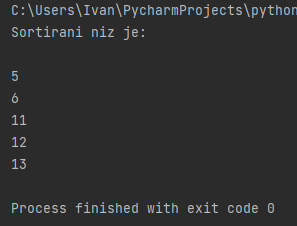 C:\Users\Ivan\PycharmProjects\python
Sortirani niz je:
5
6
11
12
13
Process finished with exit code 0